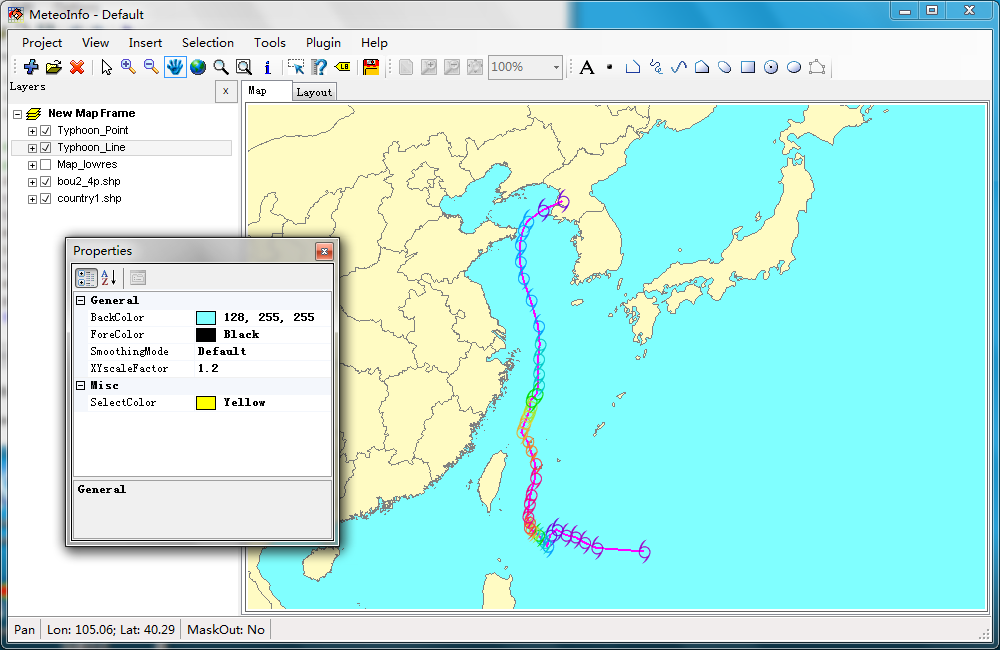 MeteoInfo - Default
Project View Insert Selection Tools Plugin Help
LB 100% A
Layers x Map Layout
New Map Frame
Typhoon_Point
Typhoon_Line
Map_lowres
bou2_4p.shp
country1.shp
Properties
General
BackColor 128, 255, 255
ForeColor Black
SmoothingMode Default
XYscaleFactor 1.2
Misc
SelectColor Yellow
General
Pan Lon: 105.06; Lat: 40.29 MaskOut: No